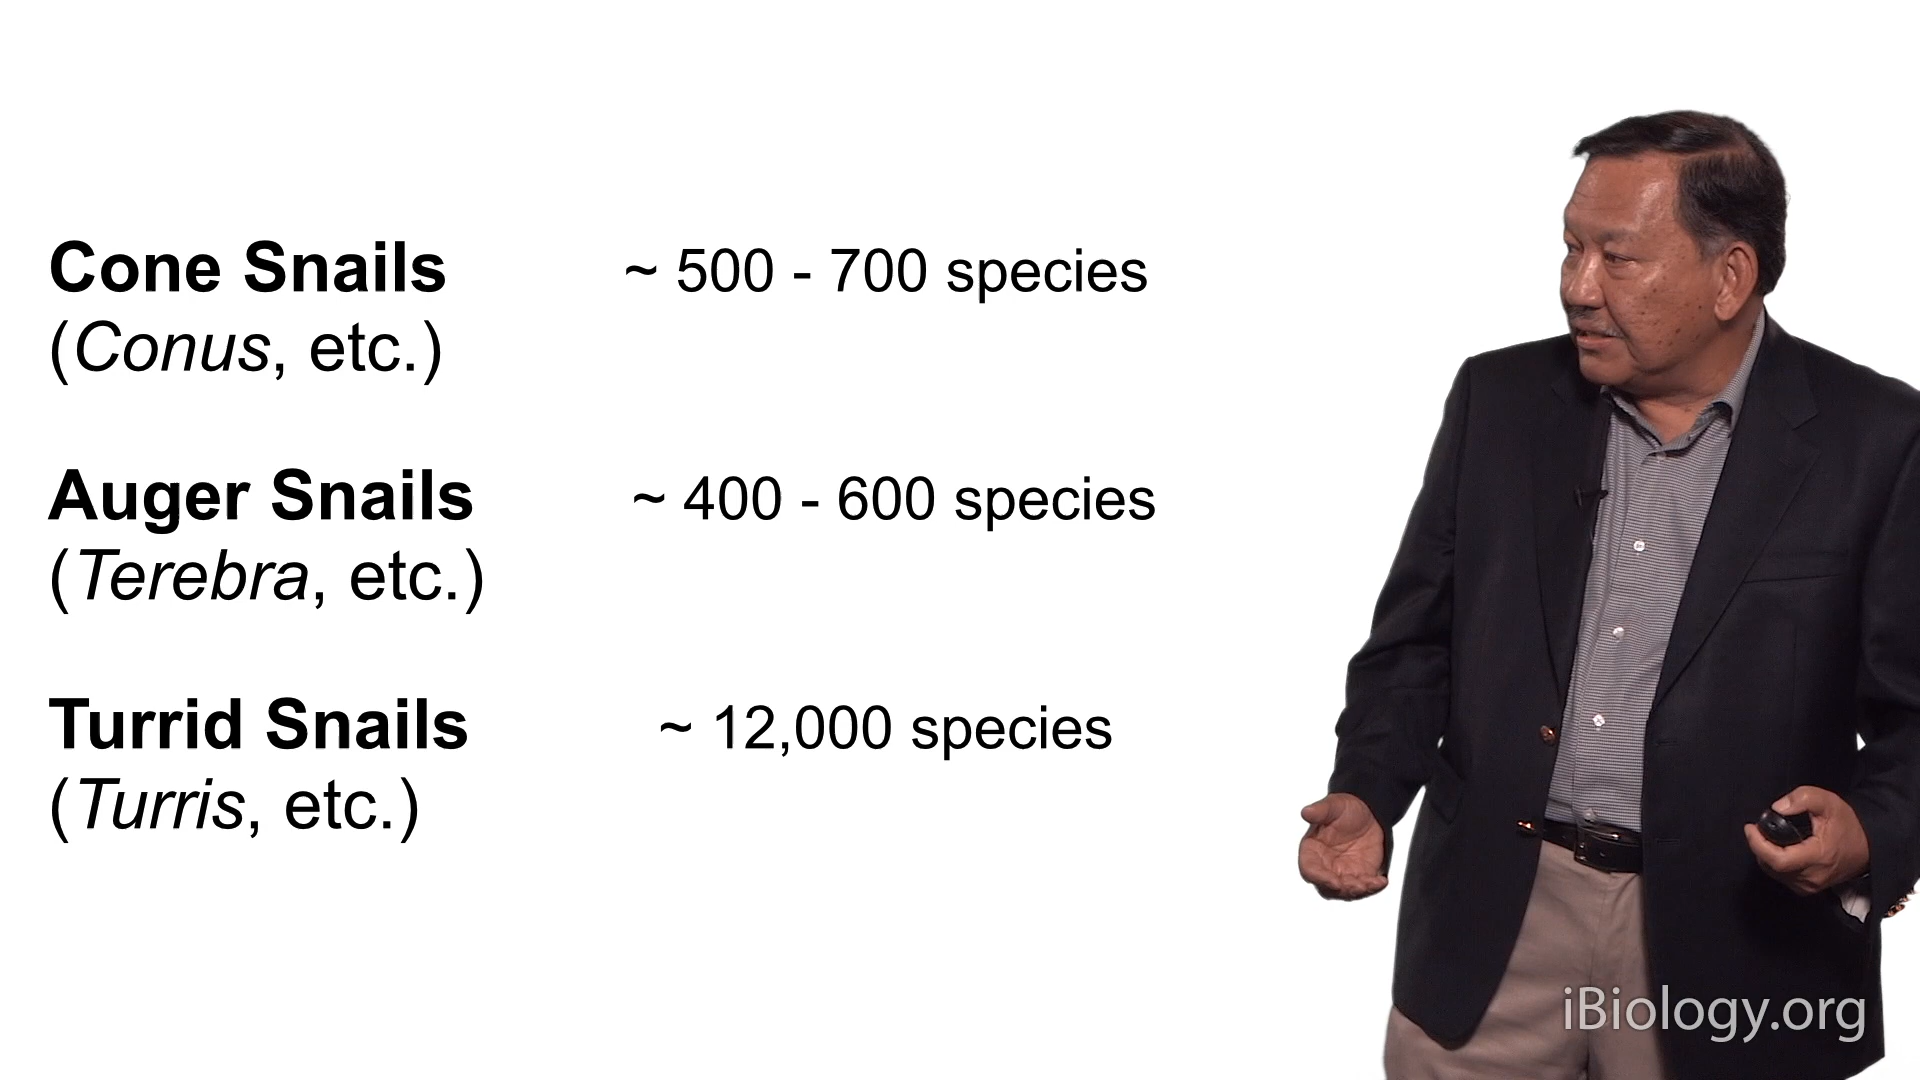 Cone Snails ~ 500 - 700 species
(Conus, etc.)
Auger Snails ~ 400 - 600 species
(Terebra, etc.)
Turrid Snails ~ 12,000 species
(Turris, etc.)
iBiology.org